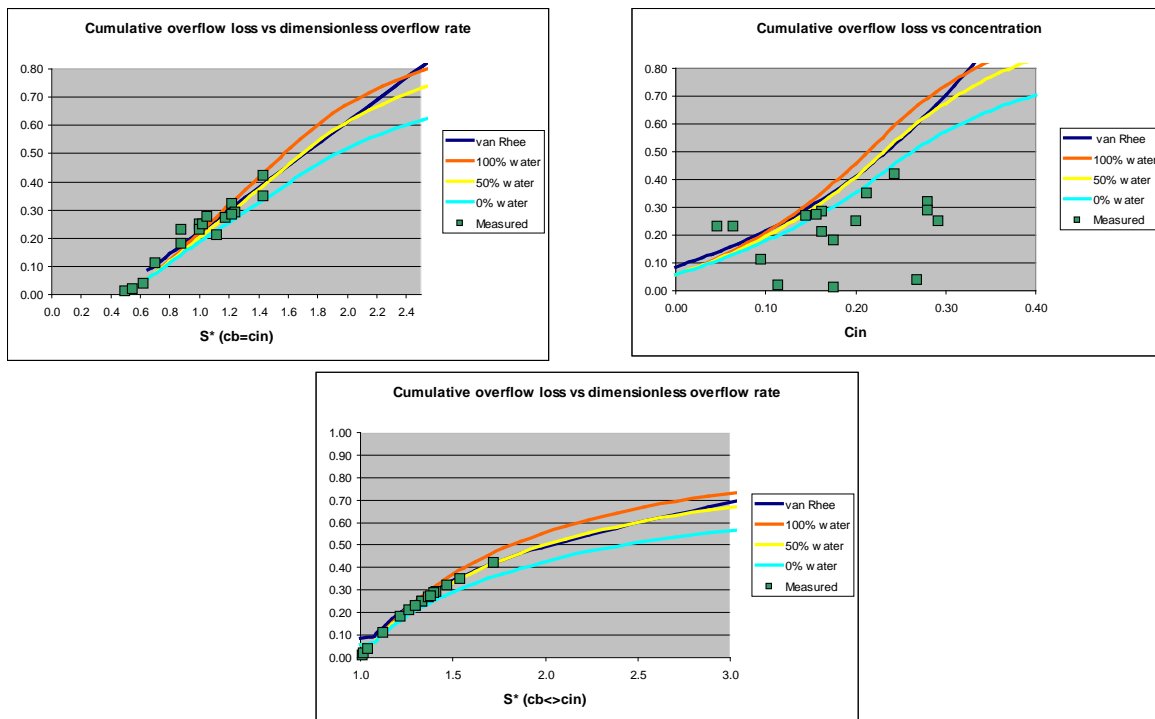 Cumulative overflow loss vs dimensionless overflow rate
0.80
0.70
0.60
0.50
0.40
0.30
0.20
0.10
0.00
0.0 0.2 0.4 0.6 0.8 1.0 1.2 1.4 1.6 1.8 2.0 2.2 2.4
S* (cb=cin)
van Rhee
100% water
50% water
0% water
Measured
Cumulative overflow loss vs concentration
0.80
0.70
0.60
0.50
0.40
0.30
0.20
0.10
0.00
0.00 0.10 0.20 0.30 0.40
Cin
van Rhee
100% water
50% water
0% water
Measured
Cumulative overflow loss vs dimensionless overflow rate
1.00
0.90
0.80
0.70
0.60
0.50
0.40
0.30
0.20
0.10
0.00
1.0 1.5 2.0 2.5 3.0
S* (cb<>cin)
van Rhee
100% water
50% water
0% water
Measured